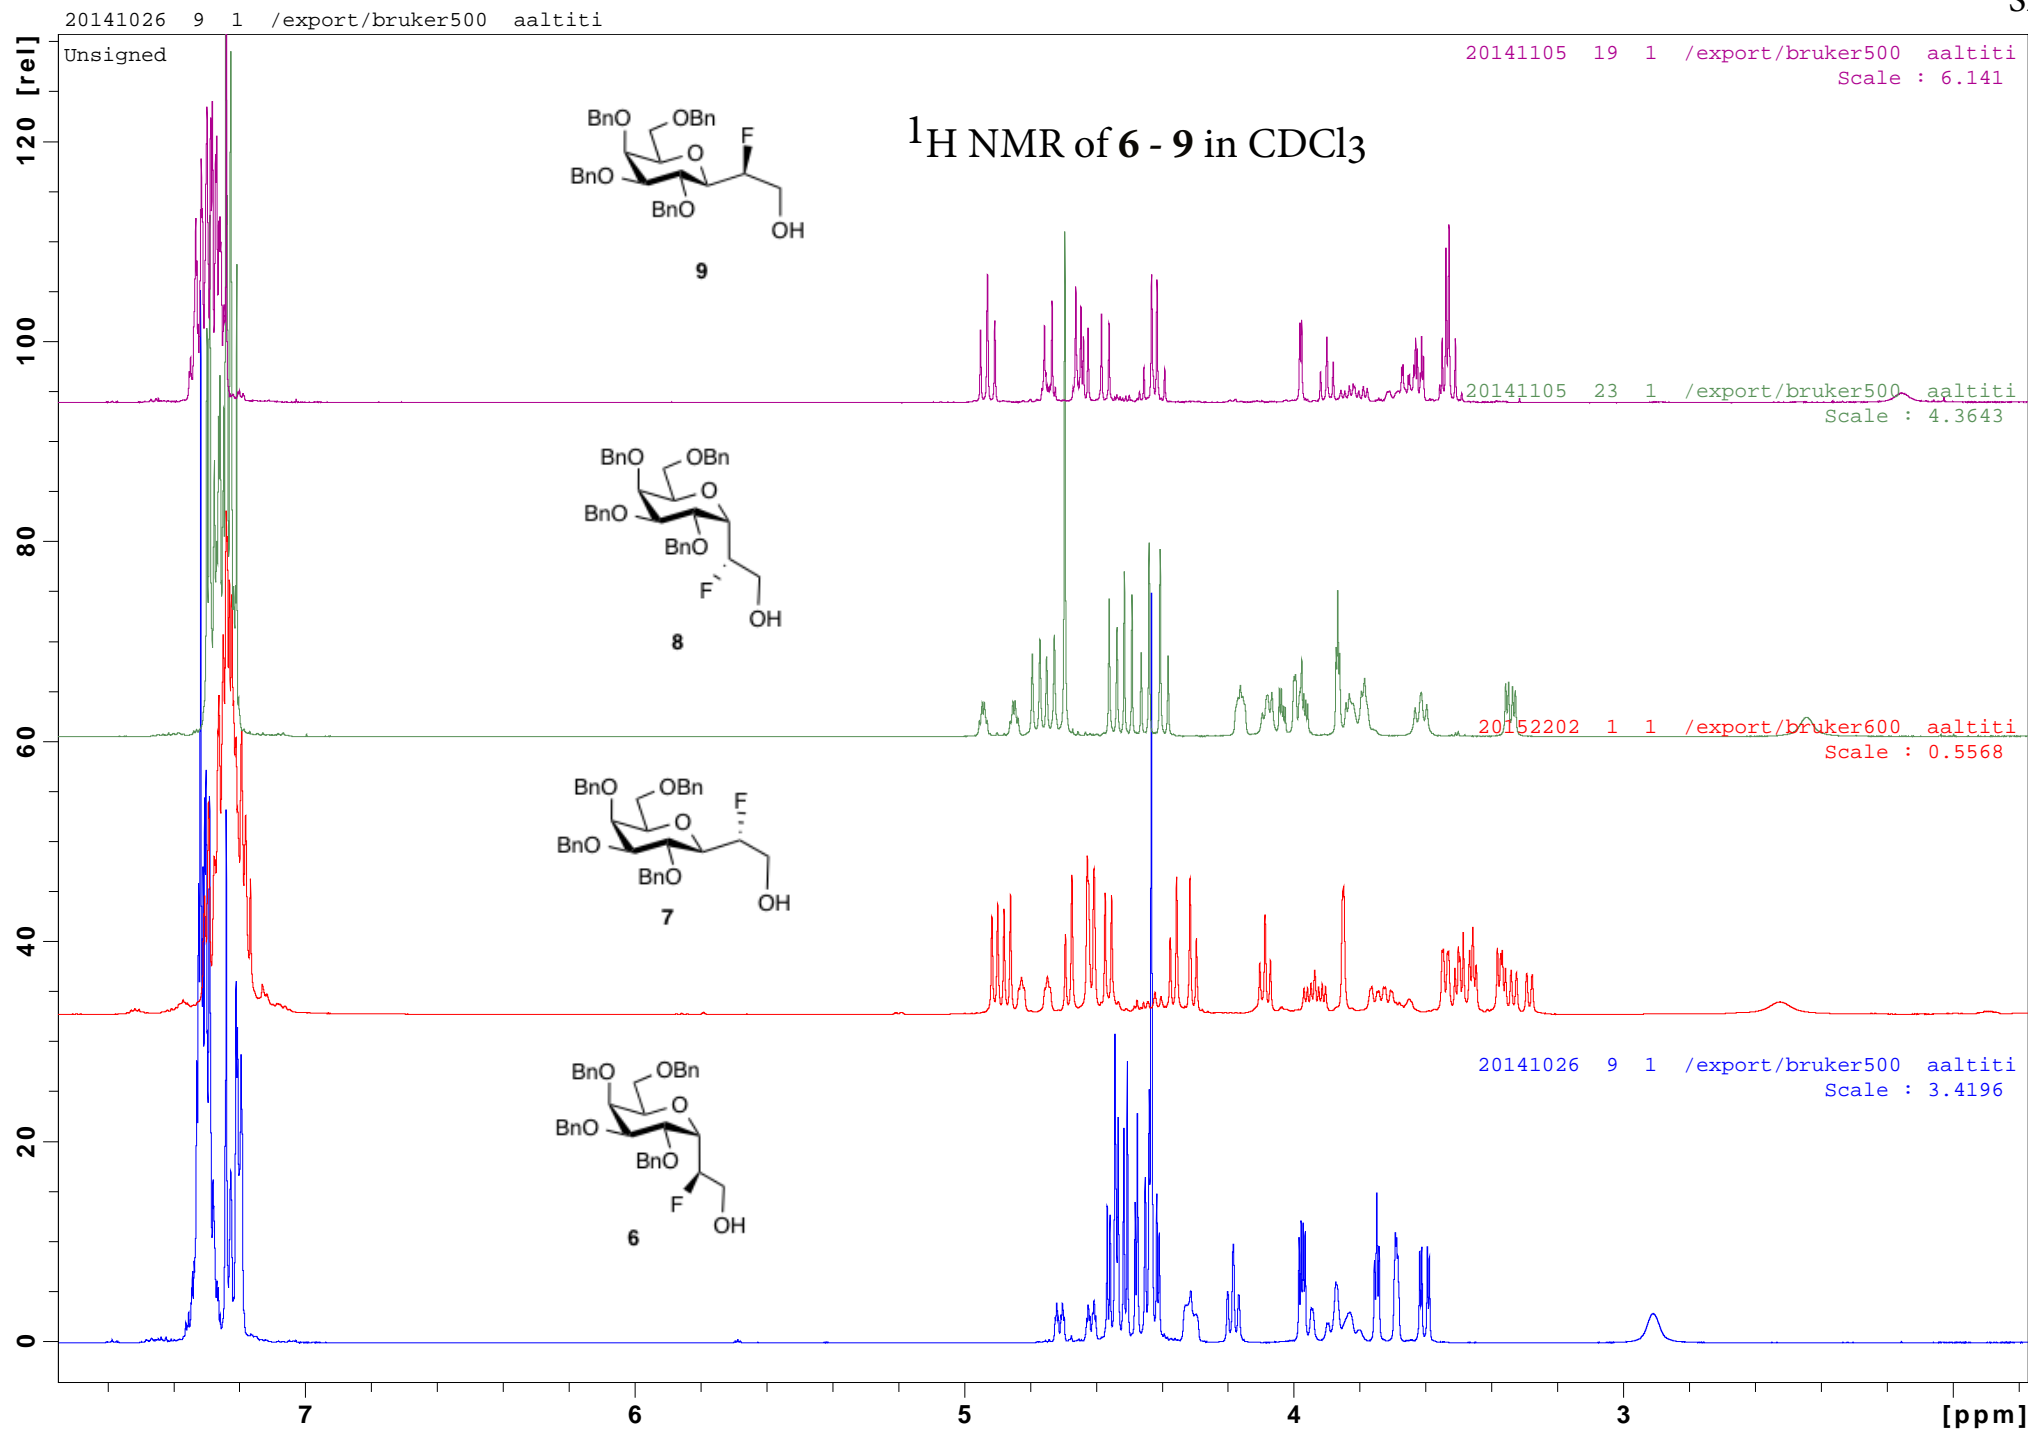 20141026 9 1 /export/bruker500 aaltiti
Unsigned
20141105 19 1 /export/bruker500 aaltiti
Scale : 6.141
¹H NMR of 6 - 9 in CDCl₃
BnO OBn F
O
BnO
BnO
OH
9
20141105 23 1 /export/bruker500 aaltiti
Scale : 4.3643
BnO OBn
O
BnO
BnO
F
OH
8
20152202 1 1 /export/bruker600 aaltiti
Scale : 0.5568
BnO OBn F
O
BnO
BnO
OH
7
20141026 9 1 /export/bruker500 aaltiti
Scale : 3.4196
BnO OBn
O
BnO
BnO
F
OH
6
[rel]
120
100
80
60
40
20
0
7 6 5 4 3 [ppm]